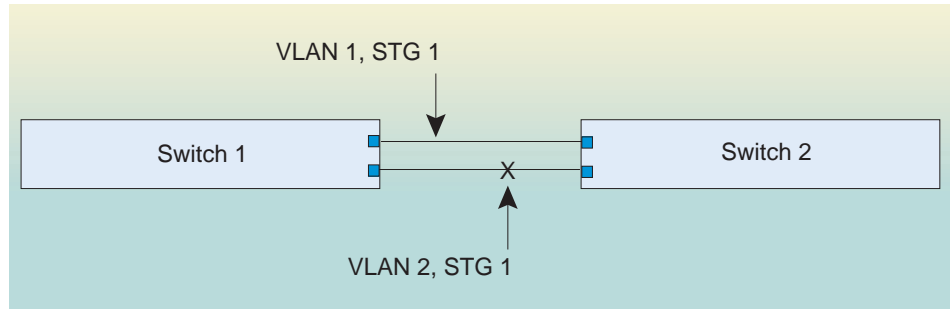 VLAN 1, STG 1
Switch 1
Switch 2
X
VLAN 2, STG 1